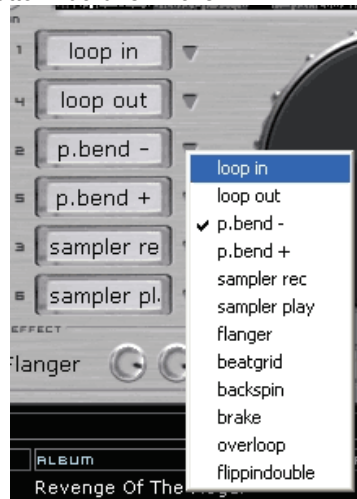 1 loop in
4 loop out
2 p.bend -
5 p.bend +
3 sampler re
6 sampler pl.
loop in
loop out
✓ p.bend -
p.bend +
sampler rec
sampler play
flanger
beatgrid
backspin
brake
overloop
flippindouble
EFFECT
Flanger
ALBUM
Revenge Of The